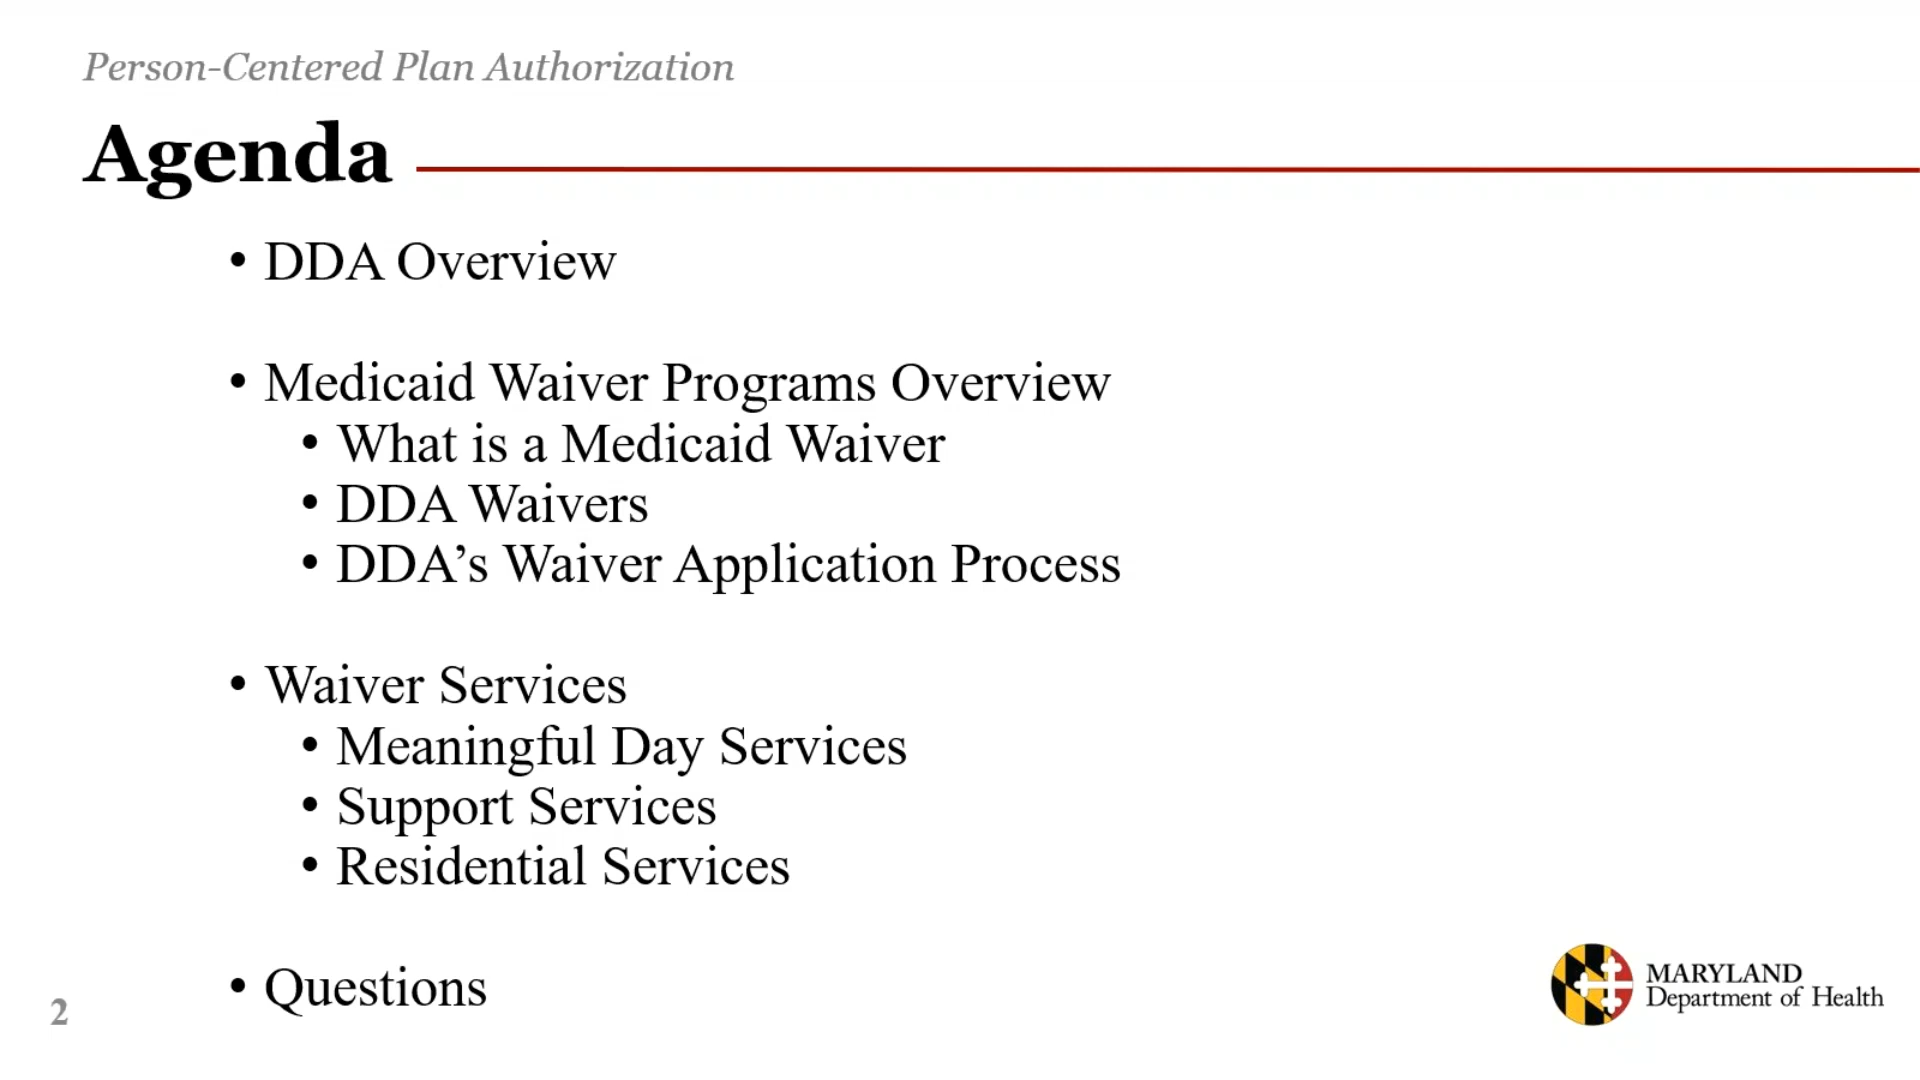 Person-Centered Plan Authorization
Agenda
• DDA Overview
• Medicaid Waiver Programs Overview
• What is a Medicaid Waiver
• DDA Waivers
• DDA’s Waiver Application Process
• Waiver Services
• Meaningful Day Services
• Support Services
• Residential Services
• Questions
2
MARYLAND
Department of Health